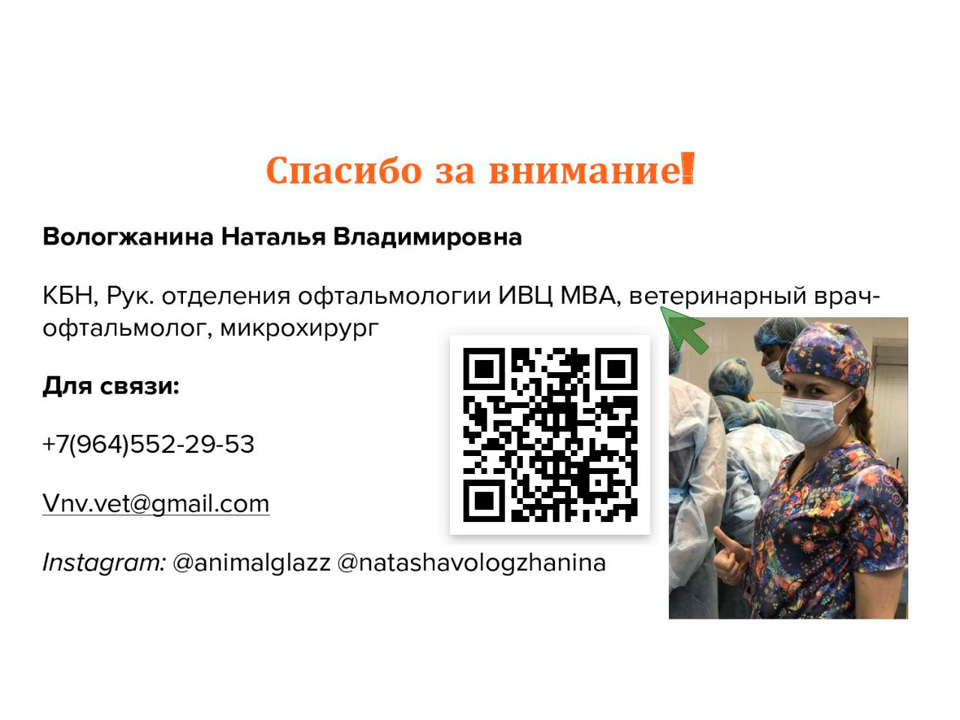 Спасибо за внимание!
Вологжанина Наталья Владимировна
КБН, Рук. отделения офтальмологии ИВЦ МВА, ветеринарный врач-
офтальмолог, микрохирург
Для связи:
+7(964)552-29-53
Vnv.vet@gmail.com
Instagram: @animalglazz @natashavologzhanina